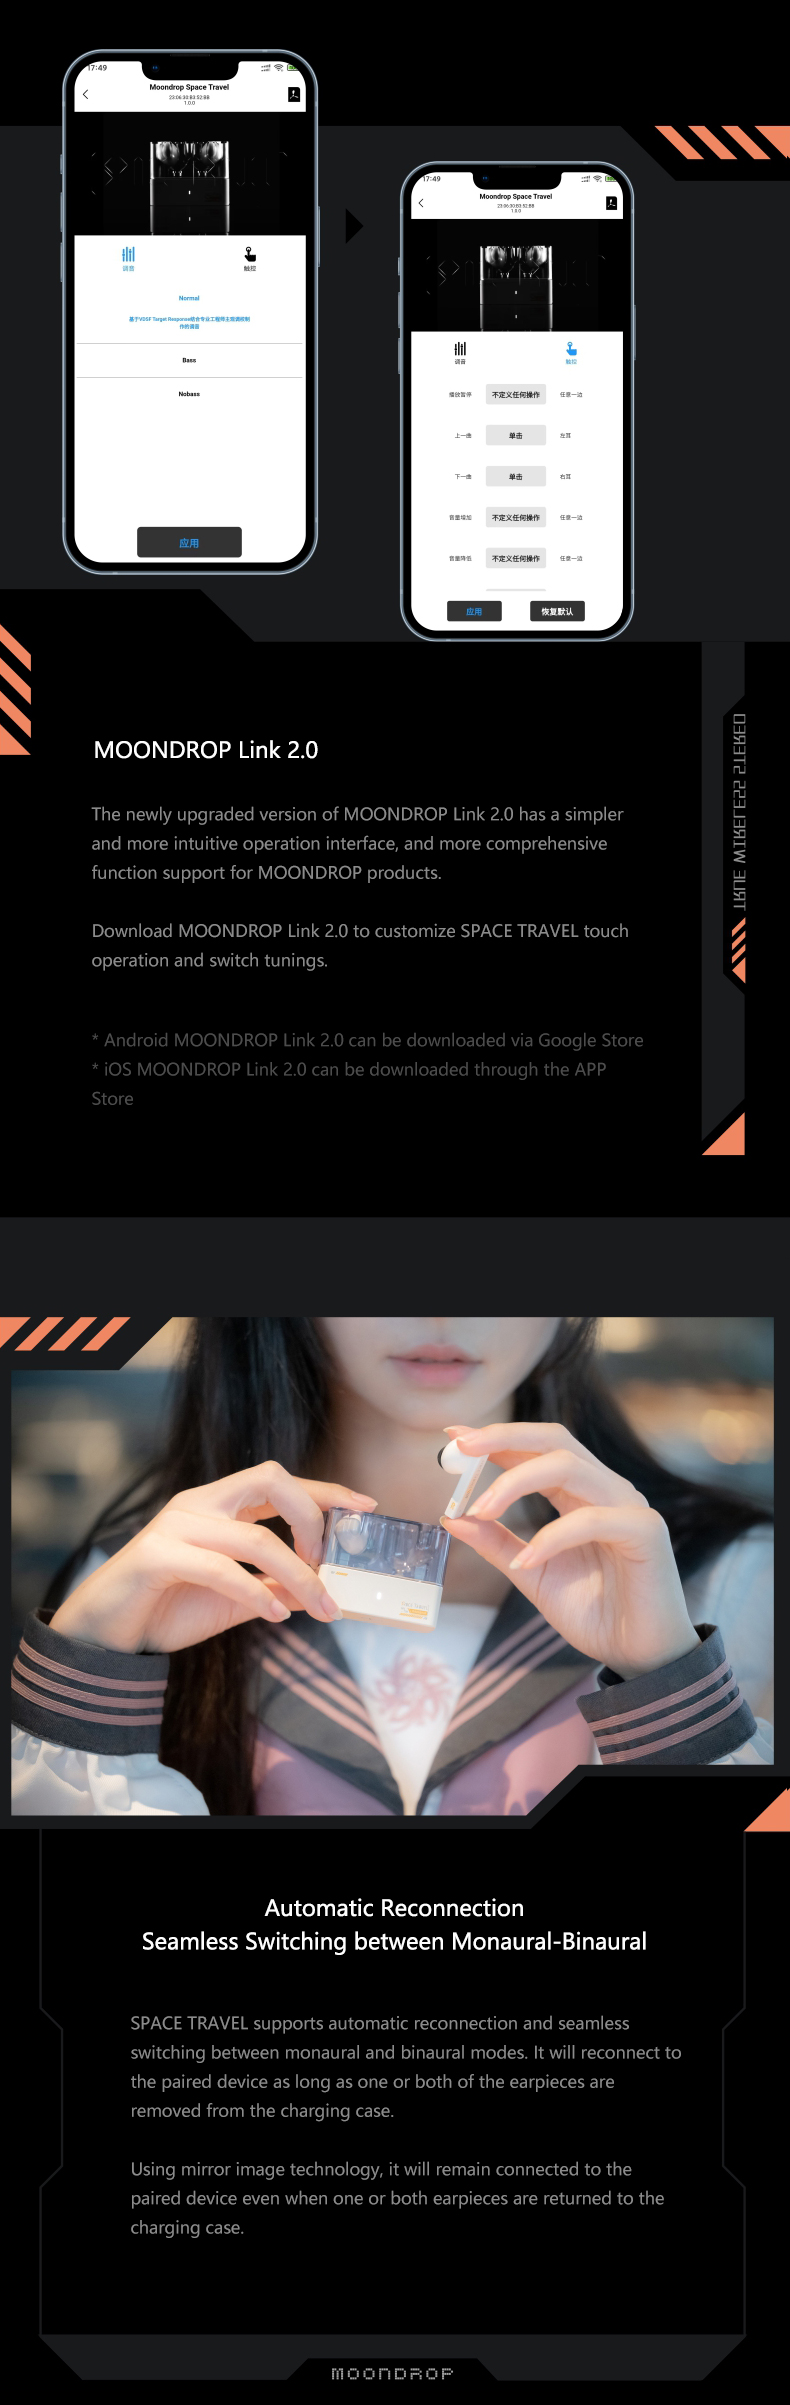 17:49
Moondrop Space Travel
23:06:30:B3:52:BB
1.0.0
调音
触控
Normal
基于VDSF Target Response结合专业工程师主观调控制
作的调音
Bass
Nobass
应用
17:49
Moondrop Space Travel
23:06:30:B3:52:BB
1.0.0
调音
触控
播放暂停 不定义任何操作 任意一边
上一曲 单击 左耳
下一曲 单击 右耳
音量增加 不定义任何操作 任意一边
音量降低 不定义任何操作 任意一边
应用 恢复默认
MOONDROP Link 2.0
The newly upgraded version of MOONDROP Link 2.0 has a simpler
and more intuitive operation interface, and more comprehensive
function support for MOONDROP products.
Download MOONDROP Link 2.0 to customize SPACE TRAVEL touch
operation and switch tunings.
* Android MOONDROP Link 2.0 can be downloaded via Google Store
* iOS MOONDROP Link 2.0 can be downloaded through the APP
Store
TRUE WIRELESS STEREO
Automatic Reconnection
Seamless Switching between Monaural-Binaural
SPACE TRAVEL supports automatic reconnection and seamless
switching between monaural and binaural modes. It will reconnect to
the paired device as long as one or both of the earpieces are
removed from the charging case.
Using mirror image technology, it will remain connected to the
paired device even when one or both earpieces are returned to the
charging case.
MOONDROP